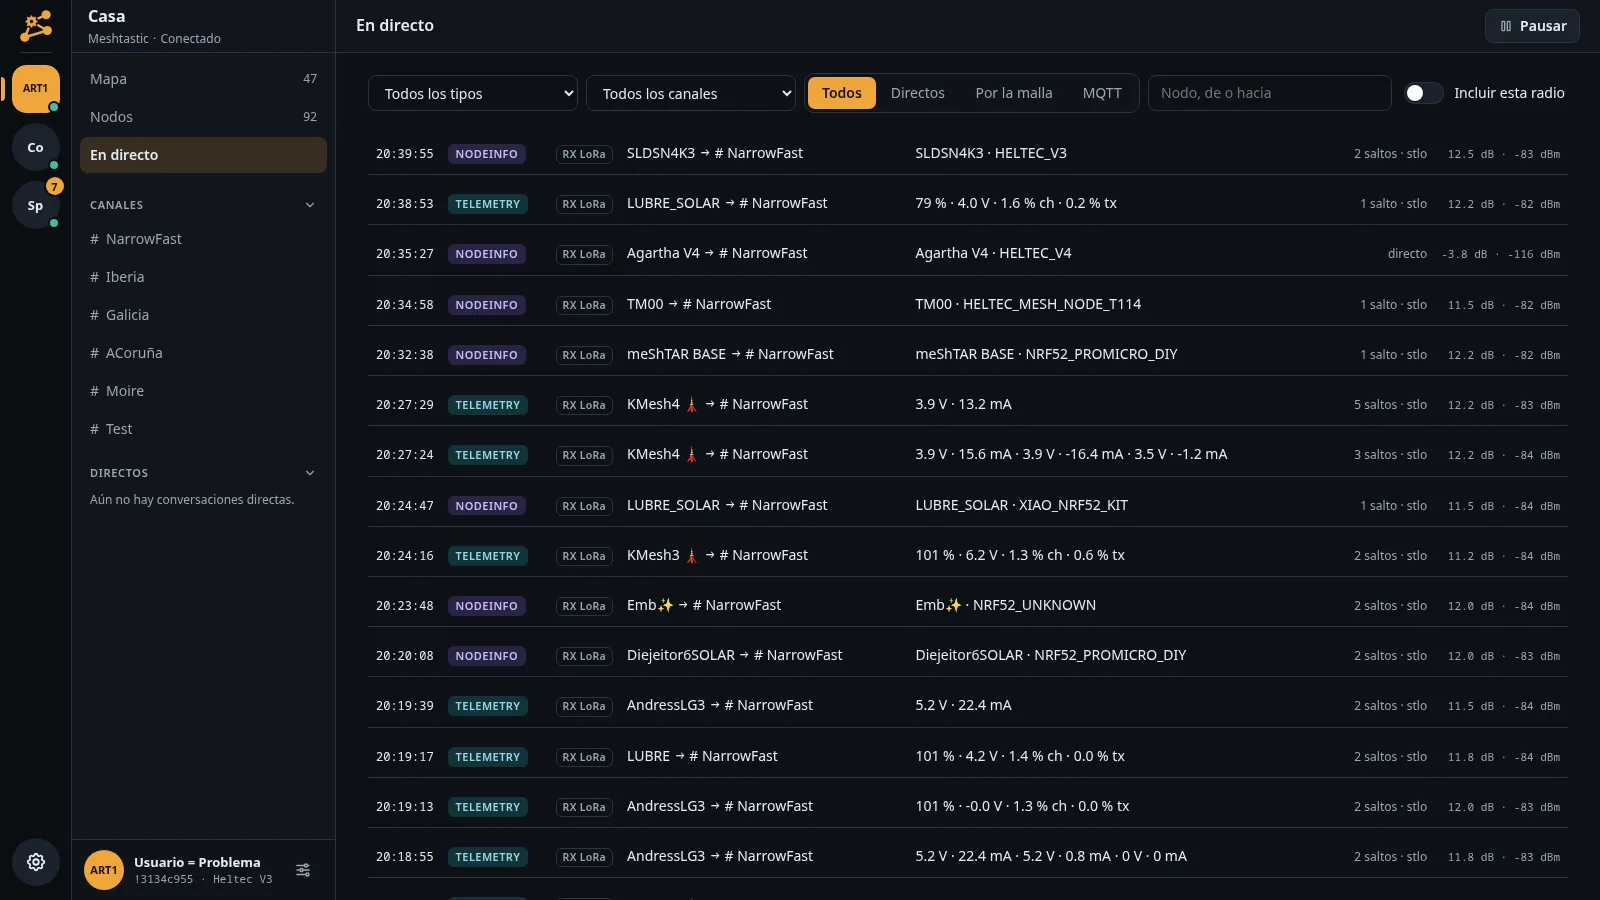 Casa
Meshtastic · Conectado
En directo
Pausar
ART1
Co
7
Sp
Mapa 47
Nodos 92
En directo
CANALES
# NarrowFast
# Iberia
# Galicia
# ACoruña
# Moire
# Test
DIRECTOS
Aún no hay conversaciones directas.
ART1
Usuario = Problema
!3134c955 · Heltec V3
Todos los tipos
Todos los canales
Todos Directos Por la malla MQTT
Nodo, de o hacia
Incluir esta radio
20:39:55 NODEINFO RX LoRa SLDSN4K3 → # NarrowFast SLDSN4K3 · HELTEC_V3 2 saltos · stlo 12.5 dB · -83 dBm
20:38:53 TELEMETRY RX LoRa LUBRE_SOLAR → # NarrowFast 79 % · 4.0 V · 1.6 % ch · 0.2 % tx 1 salto · stlo 12.2 dB · -82 dBm
20:35:27 NODEINFO RX LoRa Agartha V4 → # NarrowFast Agartha V4 · HELTEC_V4 directo -3.8 dB · -116 dBm
20:34:58 NODEINFO RX LoRa TM00 → # NarrowFast TM00 · HELTEC_MESH_NODE_T114 1 salto · stlo 11.5 dB · -82 dBm
20:32:38 NODEINFO RX LoRa meShTAR BASE → # NarrowFast meShTAR BASE · NRF52_PROMICRO_DIY 1 salto · stlo 12.2 dB · -82 dBm
20:27:29 TELEMETRY RX LoRa KMesh4 🗼 → # NarrowFast 3.9 V · 13.2 mA 5 saltos · stlo 12.2 dB · -83 dBm
20:27:24 TELEMETRY RX LoRa KMesh4 🗼 → # NarrowFast 3.9 V · 15.6 mA · 3.9 V · -16.4 mA · 3.5 V · -1.2 mA 3 saltos · stlo 12.2 dB · -84 dBm
20:24:47 NODEINFO RX LoRa LUBRE_SOLAR → # NarrowFast LUBRE_SOLAR · XIAO_NRF52_KIT 1 salto · stlo 11.5 dB · -84 dBm
20:24:16 TELEMETRY RX LoRa KMesh3 🗼 → # NarrowFast 101 % · 6.2 V · 1.3 % ch · 0.6 % tx 2 saltos · stlo 11.2 dB · -84 dBm
20:23:48 NODEINFO RX LoRa Emb✨ → # NarrowFast Emb✨ · NRF52_UNKNOWN 2 saltos · stlo 12.0 dB · -84 dBm
20:20:08 NODEINFO RX LoRa Diejeitor6SOLAR → # NarrowFast Diejeitor6SOLAR · NRF52_PROMICRO_DIY 2 saltos · stlo 12.0 dB · -83 dBm
20:19:39 TELEMETRY RX LoRa AndressLG3 → # NarrowFast 5.2 V · 22.4 mA 2 saltos · stlo 11.5 dB · -84 dBm
20:19:17 TELEMETRY RX LoRa LUBRE → # NarrowFast 101 % · 4.2 V · 1.4 % ch · 0.0 % tx 2 saltos · stlo 11.8 dB · -84 dBm
20:19:13 TELEMETRY RX LoRa AndressLG3 → # NarrowFast 101 % · -0.0 V · 1.3 % ch · 0.0 % tx 2 saltos · stlo 12.0 dB · -83 dBm
20:18:55 TELEMETRY RX LoRa AndressLG3 → # NarrowFast 5.2 V · 22.4 mA · 5.2 V · 0.8 mA · 0 V · 0 mA 2 saltos · stlo 11.8 dB · -83 dBm